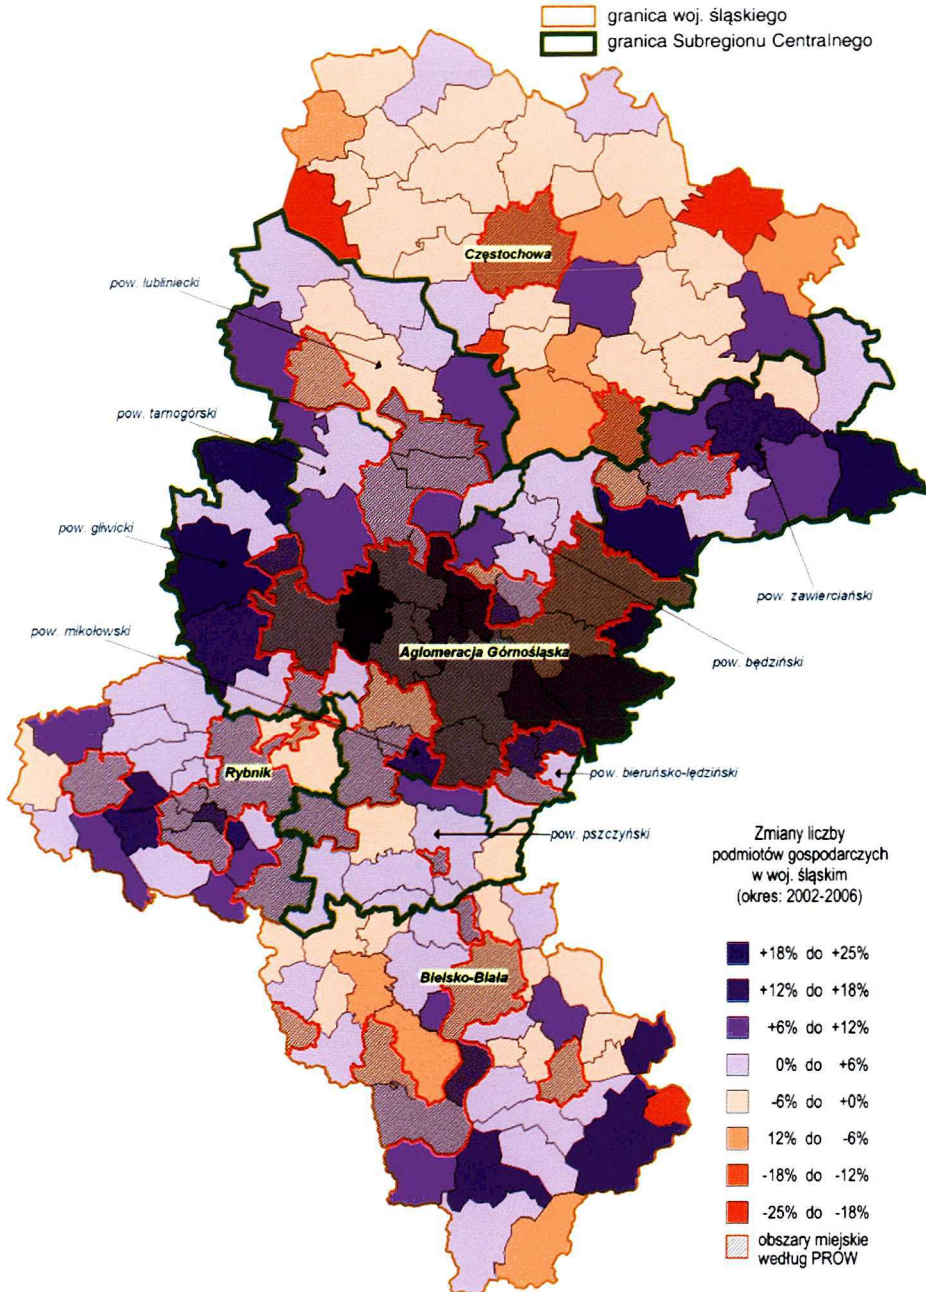 granica woj. śląskiego
granica Subregionu Centralnego
Częstochowa
pow. lubliniecki
pow. tarnogórski
pow. gliwicki
pow. zawierciański
pow. mikołowski
Aglomeracja Górnośląska
pow. będziński
Rybnik
pow. bieruńsko-lędziński
pow. pszczyński
Zmiany liczby
podmiotów gospodarczych
w woj. śląskim
(okres: 2002-2006)
Bielsko-Biała
+18% do +25%
+12% do +18%
+6% do +12%
0% do +6%
-6% do +0%
12% do -6%
-18% do -12%
-25% do -18%
obszary miejskie
według PROW